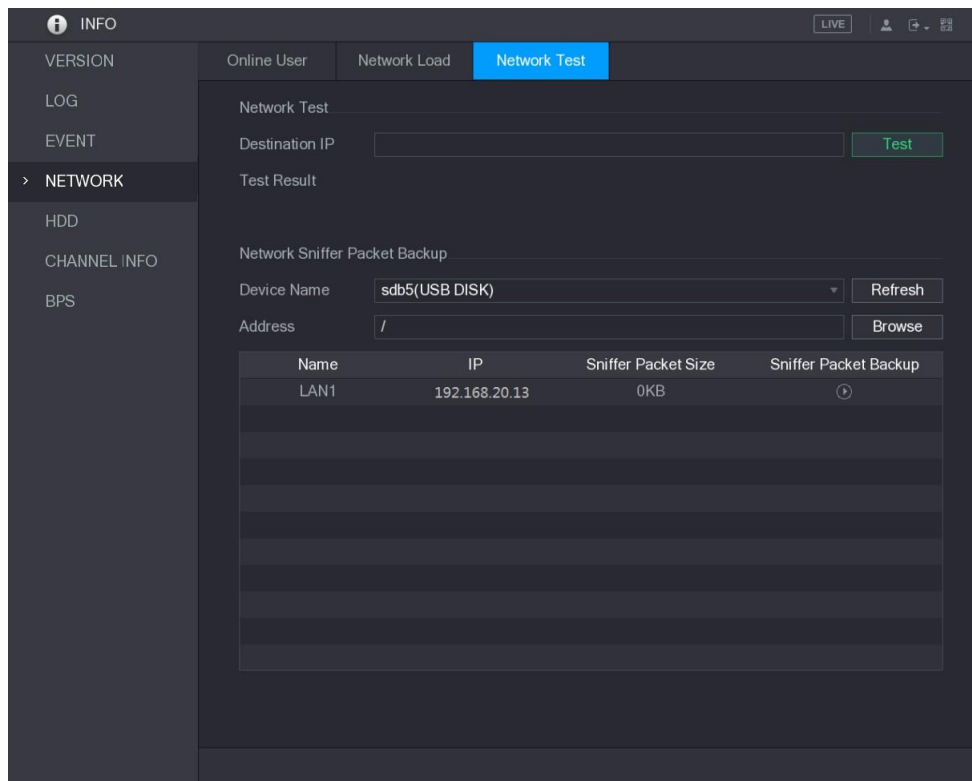 INFO LIVE
VERSION
LOG
EVENT
NETWORK
HDD
CHANNEL INFO
BPS
Online User Network Load Network Test
Network Test
Destination IP Test
Test Result
Network Sniffer Packet Backup
Device Name sdb5(USB DISK) Refresh
Address / Browse
Name IP Sniffer Packet Size Sniffer Packet Backup
LAN1 192.168.20.13 0KB